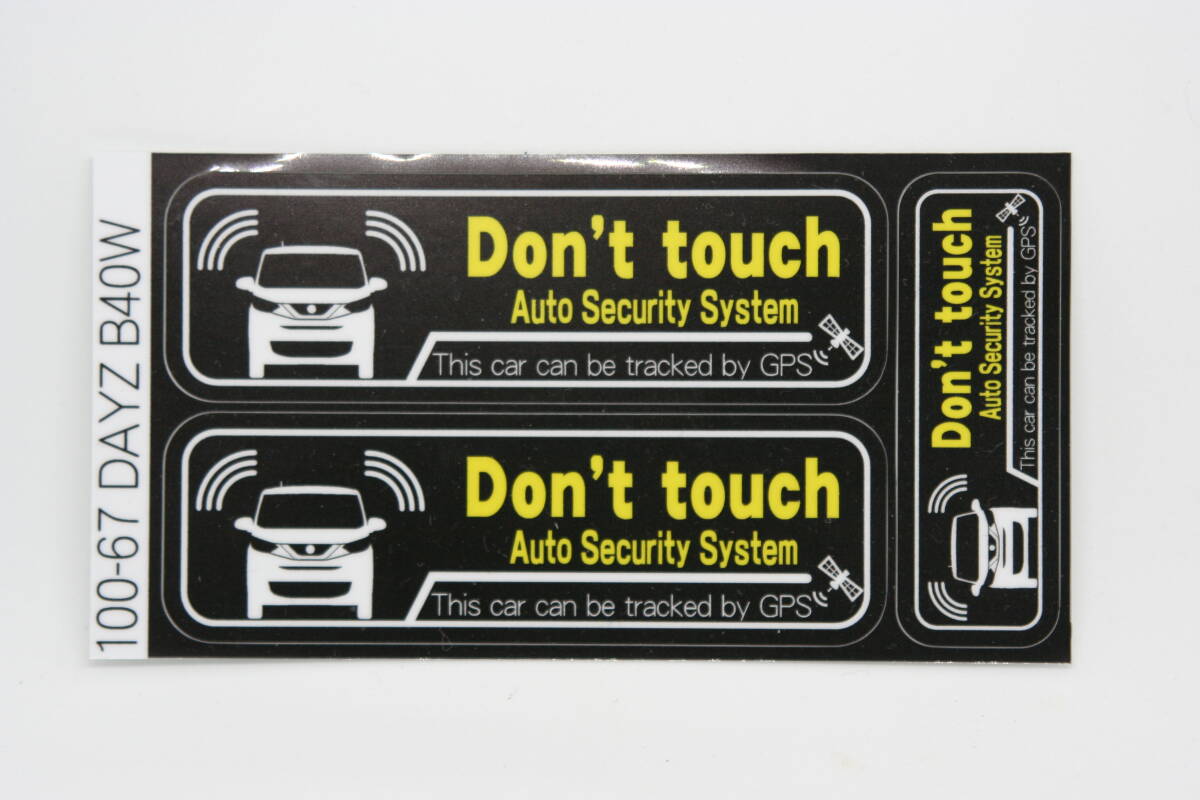 100-67 DAYZ B40W
Don't touch
Auto Security System
This car can be tracked by GPS
Don't touch
Auto Security System
This car can be tracked by GPS
Don't touch
Auto Security System
This car can be tracked by GPS